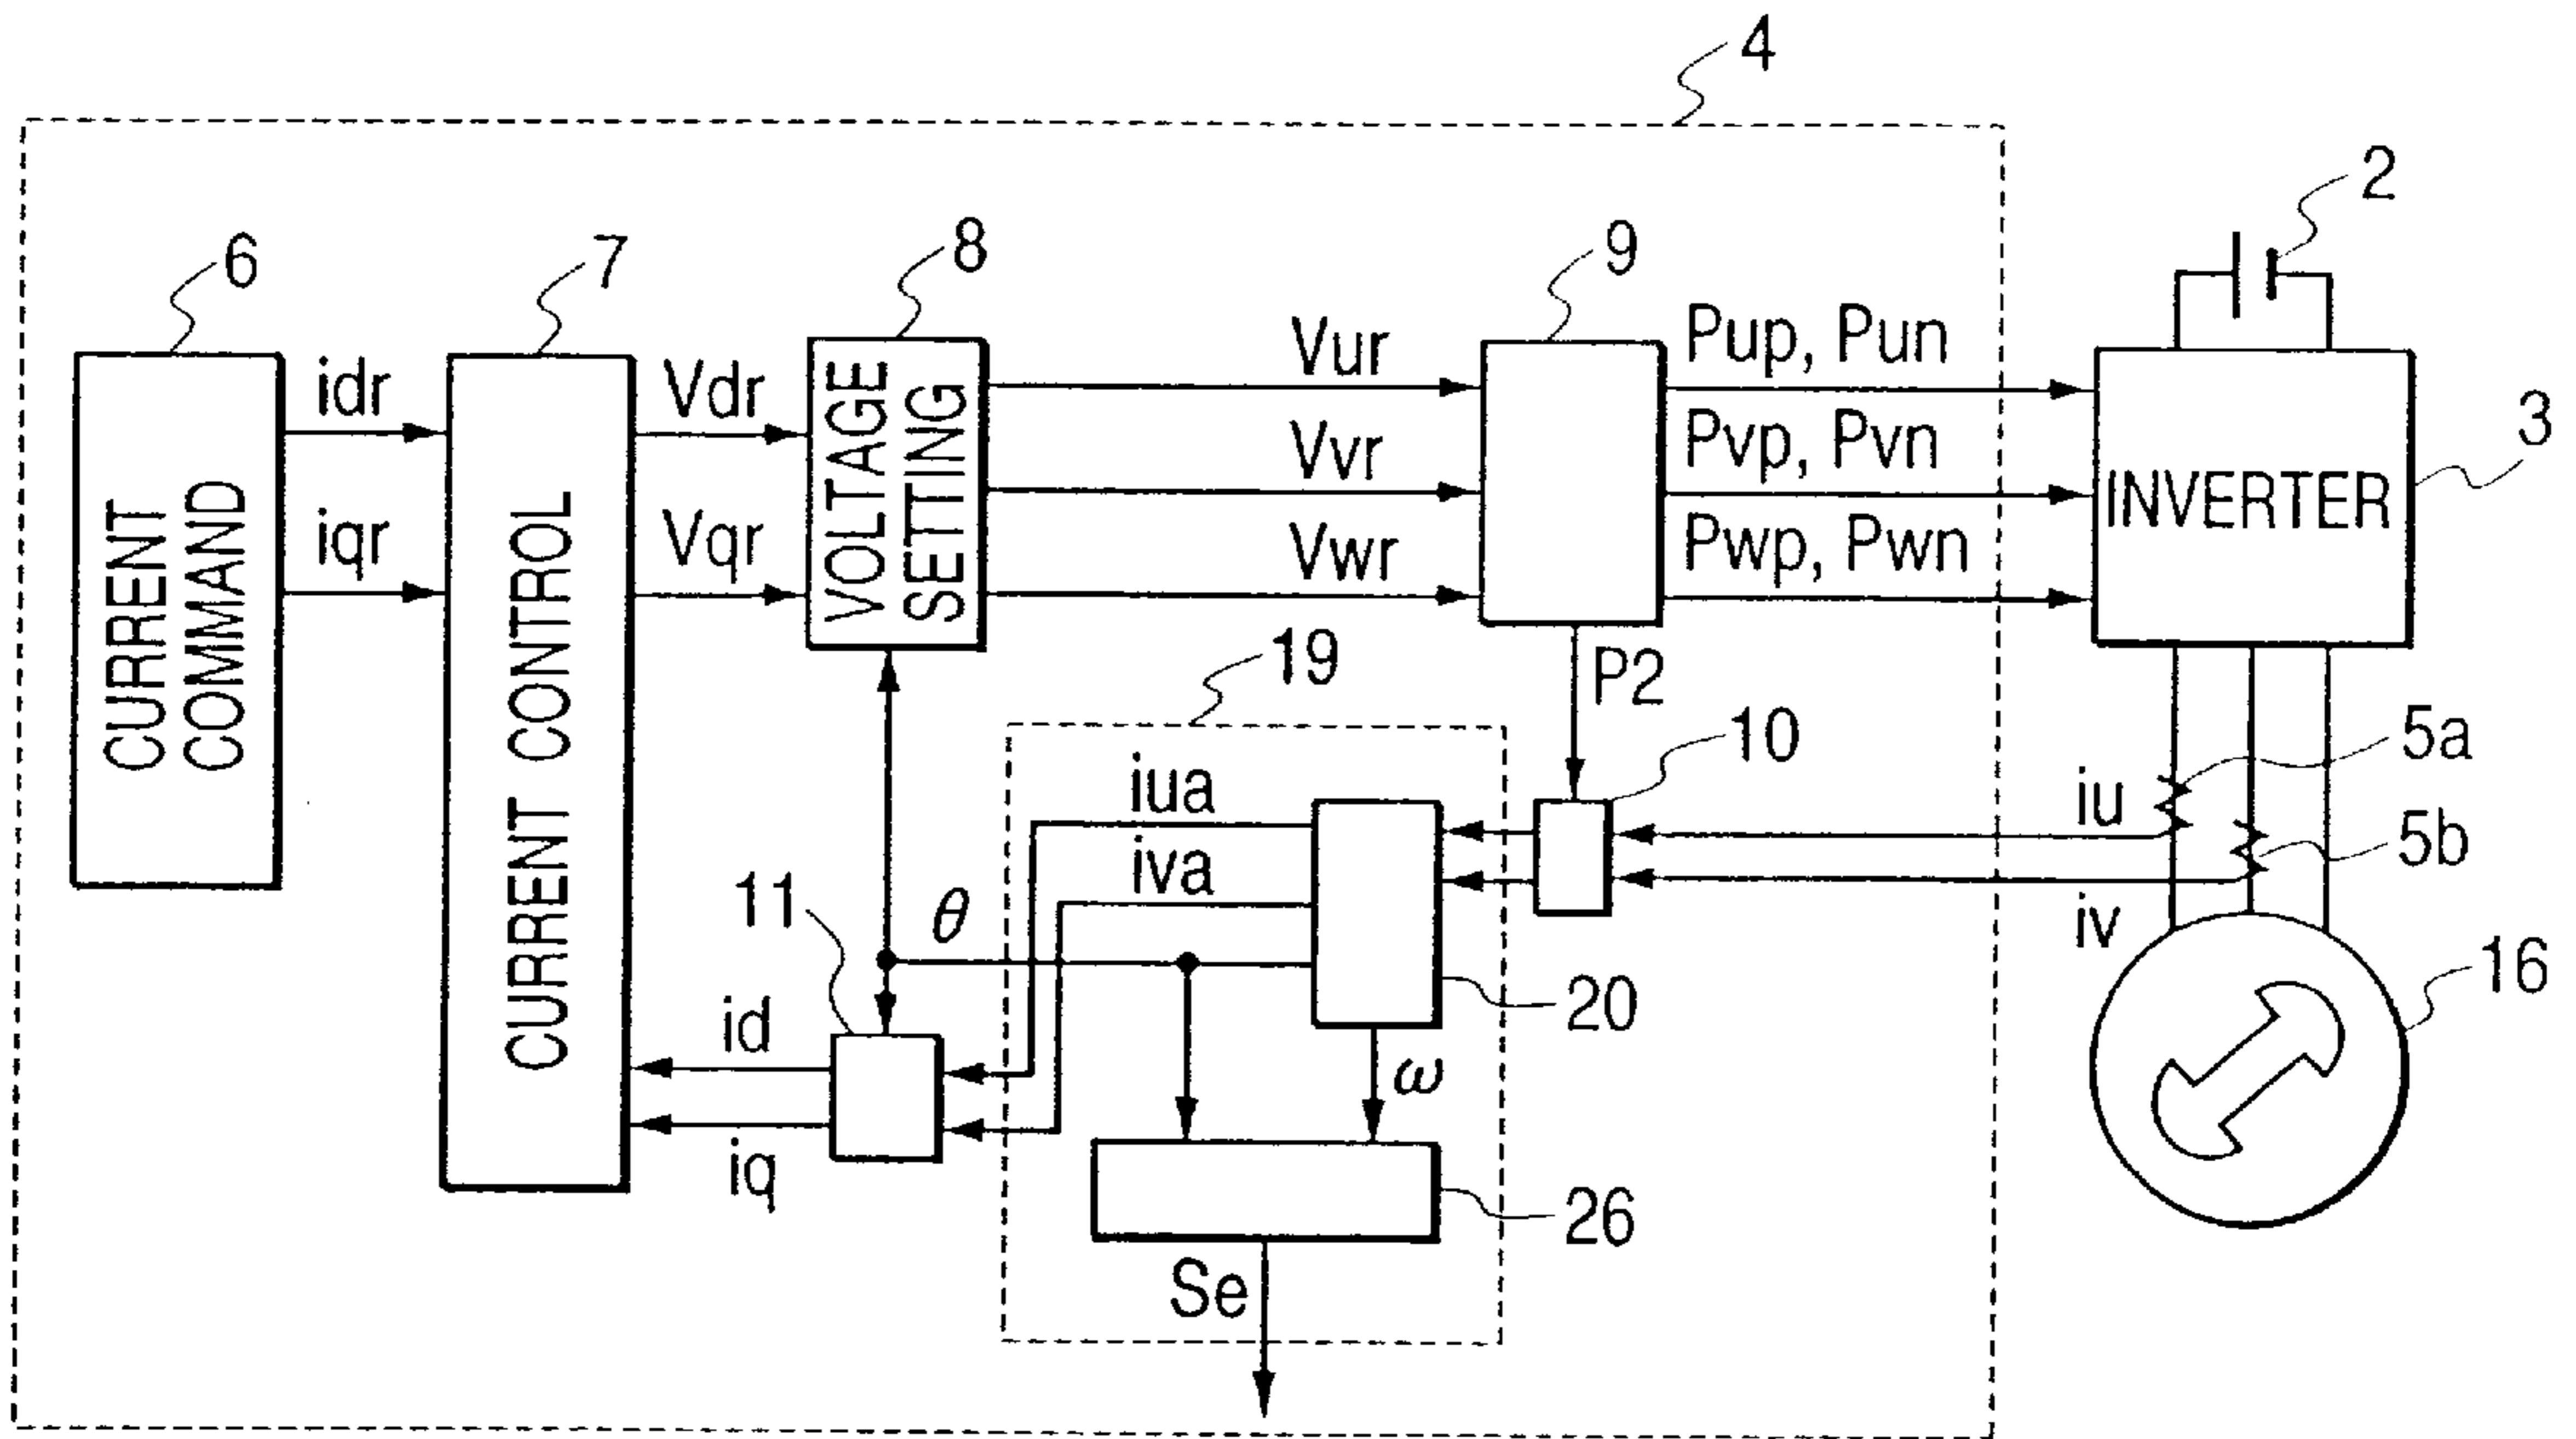 4
2
6
7
8
9
3
idr
iqr
Vdr
Vqr
Vur
Vvr
Vwr
Pup, Pun
Pvp, Pvn
Pwp, Pwn
CURRENT
COMMAND
CURRENT CONTROL
VOLTAGE
SETTING
INVERTER
19
P2
10
5a
5b
iua
iva
iu
iv
11
θ
16
20
id
iq
ω
26
Se